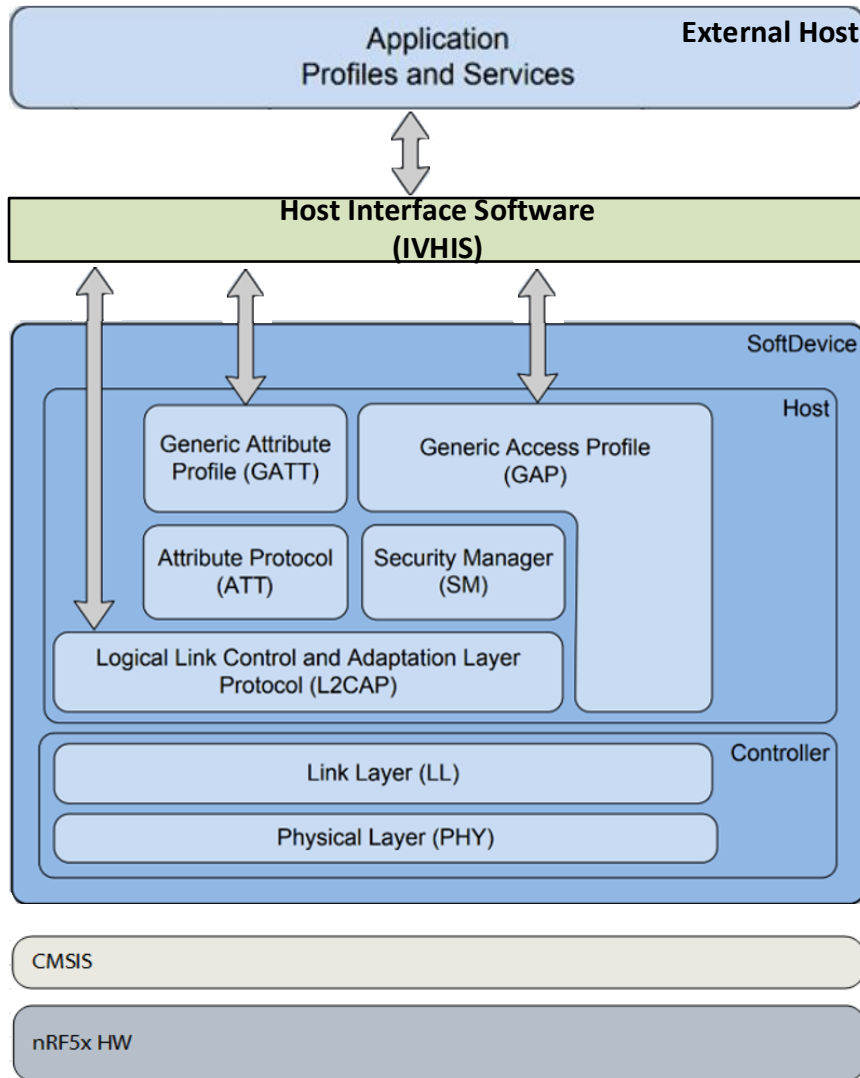 External Host
Application
Profiles and Services
Host Interface Software
(IVHIS)
SoftDevice
Host
Generic Attribute
Profile (GATT)
Generic Access Profile
(GAP)
Attribute Protocol
(ATT)
Security Manager
(SM)
Logical Link Control and Adaptation Layer
Protocol (L2CAP)
Controller
Link Layer (LL)
Physical Layer (PHY)
CMSIS
nRF5x HW